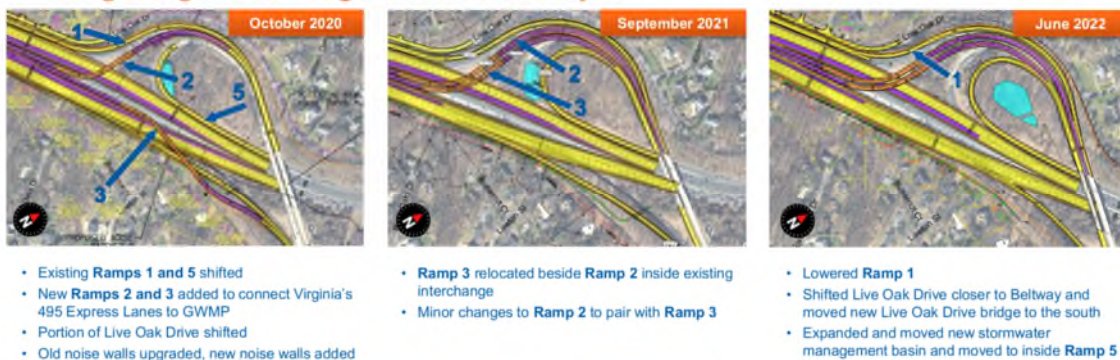 October 2020
1
2
5
3
September 2021
2
3
June 2022
1
• Existing Ramps 1 and 5 shifted
• New Ramps 2 and 3 added to connect Virginia's
495 Express Lanes to GWMP
• Portion of Live Oak Drive shifted
• Old noise walls upgraded, new noise walls added
• Ramp 3 relocated beside Ramp 2 inside existing
interchange
• Minor changes to Ramp 2 to pair with Ramp 3
• Lowered Ramp 1
• Shifted Live Oak Drive closer to Beltway and
moved new Live Oak Drive bridge to the south
• Expanded and moved new stormwater
management basin and moved to inside Ramp 5